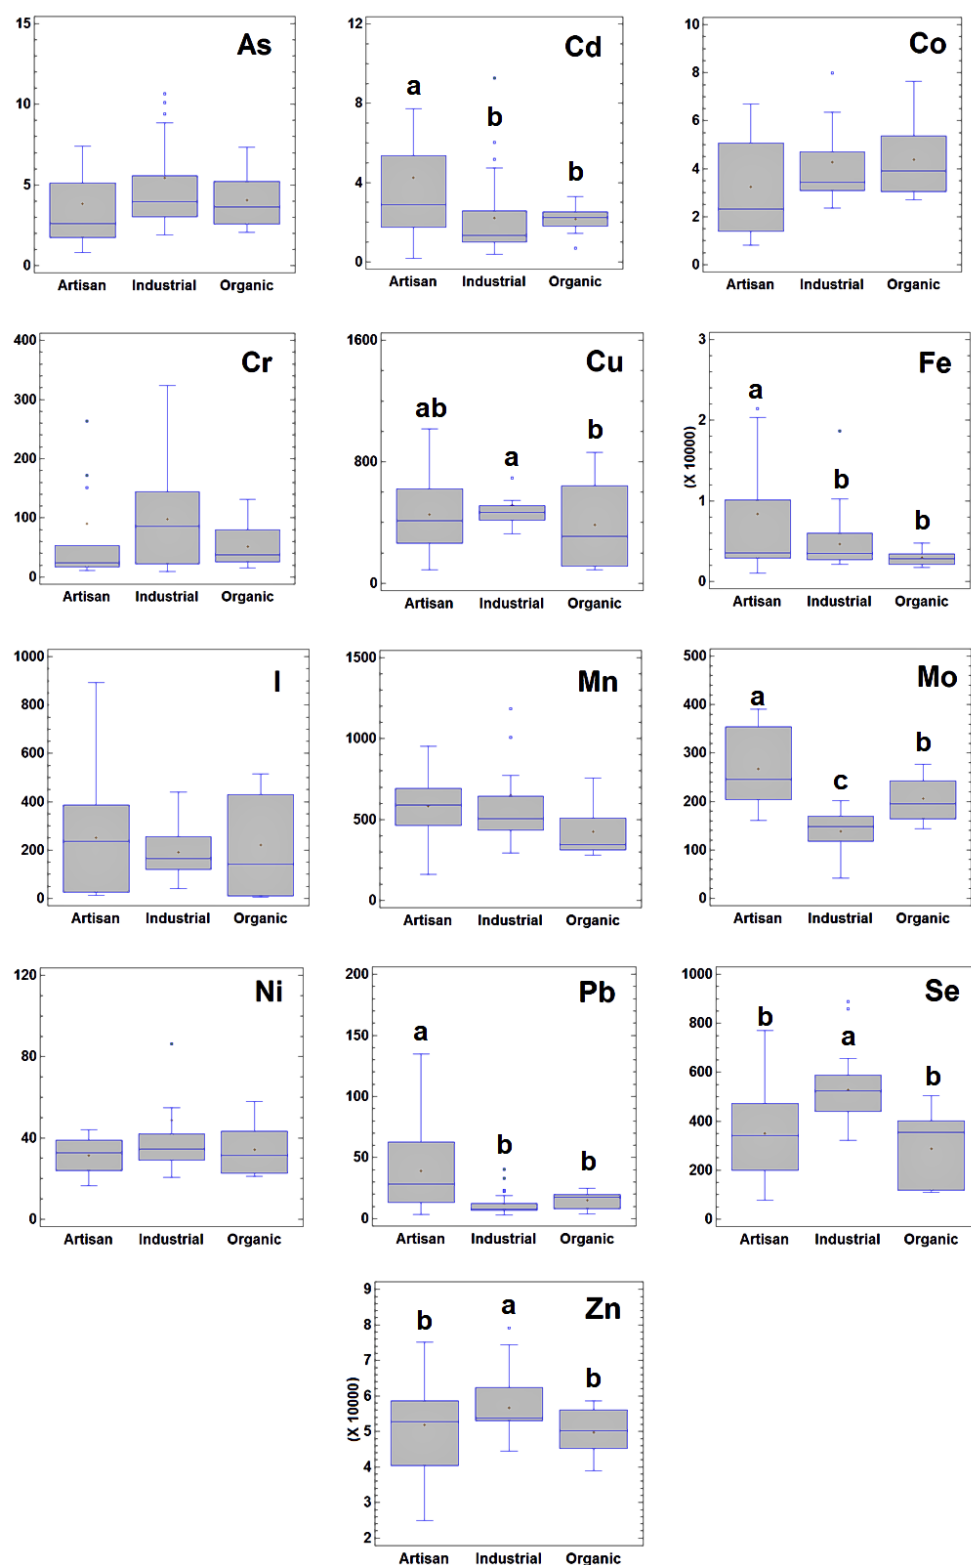 As
15
10
5
0
Artisan Industrial Organic
Cd
12
8
4
0
a
b
b
Artisan Industrial Organic
Co
10
8
6
4
2
0
Artisan Industrial Organic
Cr
400
300
200
100
0
Artisan Industrial Organic
Cu
1600
800
0
ab
a
b
Artisan Industrial Organic
Fe
(X 10000)
3
2
1
0
a
b
b
Artisan Industrial Organic
I
1000
800
600
400
200
0
Artisan Industrial Organic
Mn
1500
1000
500
0
Artisan Industrial Organic
Mo
500
400
300
200
100
0
a
c
b
Artisan Industrial Organic
Ni
120
80
40
0
Artisan Industrial Organic
Pb
200
150
100
50
0
a
b
b
Artisan Industrial Organic
Se
1000
800
600
400
200
0
b
a
b
Artisan Industrial Organic
Zn
(X 10000)
9
8
7
6
5
4
3
2
b
a
b
Artisan Industrial Organic